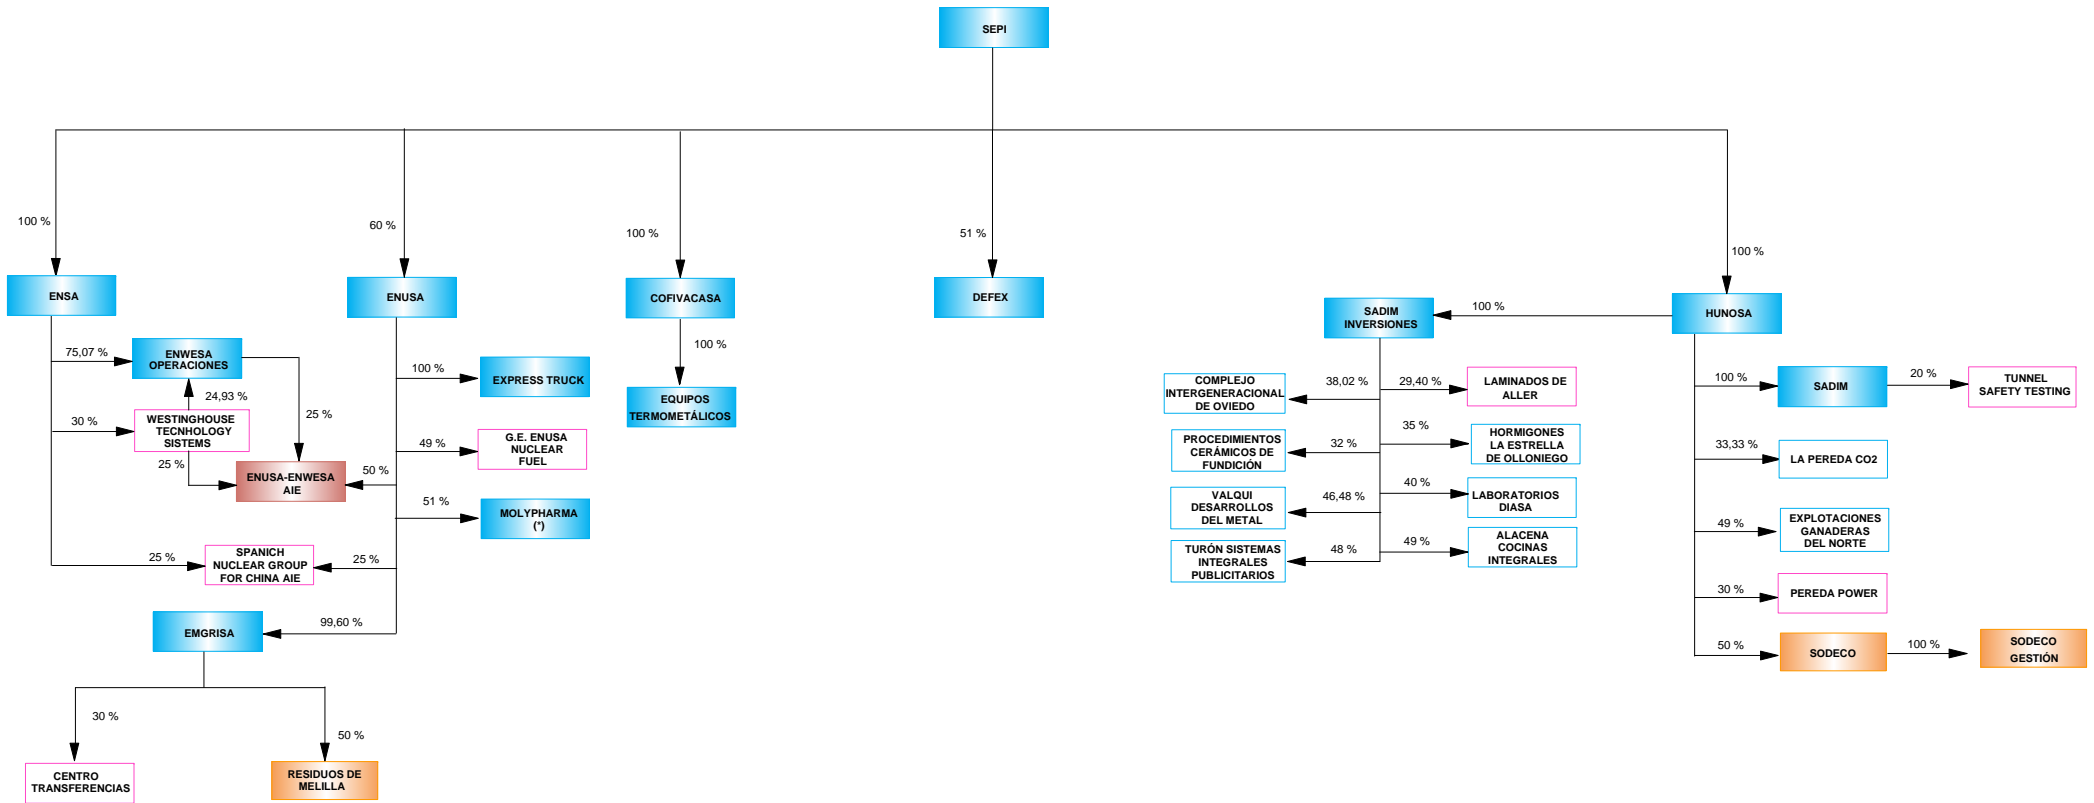 SEPI
100 %
60 %
100 %
51 %
100 %
ENSA
ENUSA
COFIVACASA
DEFEX
HUNOSA
75,07 %
ENWESA
OPERACIONES
24,93 %
30 %
WESTINGHOUSE
TECNHOLOGY
SISTEMS
25 %
25 %
ENUSA-ENWESA
AIE
50 %
100 %
EXPRESS TRUCK
49 %
G.E. ENUSA
NUCLEAR
FUEL
51 %
MOLYPHARMA
(*)
25 %
SPANICH
NUCLEAR GROUP
FOR CHINA AIE
25 %
99,60 %
EMGRISA
30 %
50 %
CENTRO
TRANSFERENCIAS
RESIDUOS DE
MELILLA
100 %
EQUIPOS
TERMOMETÁLICOS
100 %
SADIM
INVERSIONES
38,02 %
COMPLEJO
INTERGENERACIONAL
DE OVIEDO
29,40 %
LAMINADOS DE
ALLER
32 %
PROCEDIMIENTOS
CERÁMICOS DE
FUNDICIÓN
35 %
HORMIGONES
LA ESTRELLA
DE OLLONIEGO
46,48 %
VALQUI
DESARROLLOS
DEL METAL
40 %
LABORATORIOS
DIASA
48 %
TURÓN SISTEMAS
INTEGRALES
PUBLICITARIOS
49 %
ALACENA
COCINAS
INTEGRALES
100 %
SADIM
20 %
TUNNEL
SAFETY TESTING
33,33 %
LA PEREDA CO2
49 %
EXPLOTACIONES
GANADERAS
DEL NORTE
30 %
PEREDA POWER
50 %
SODECO
100 %
SODECO
GESTIÓN